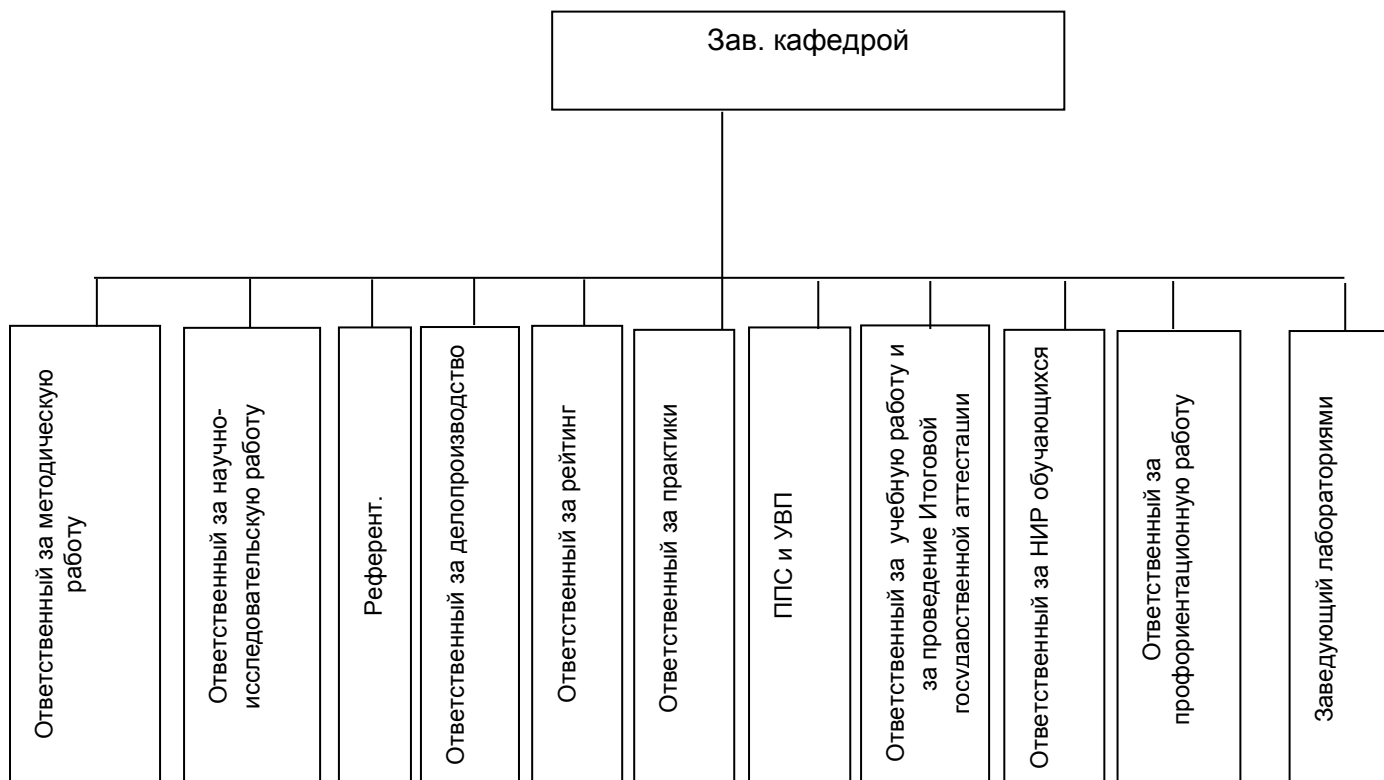 Зав. кафедрой
Ответственный за методическую
работу
Ответственный за научно-
исследовательскую работу
Референт.
Ответственный за делопроизводство
Ответственный за рейтинг
Ответственный за практики
ППС и УВП
Ответственный за учебную работу и
за проведение Итоговой
государственной аттестации
Ответственный за НИР обучающихся
Ответственный за
профориентационную работу
Заведующий лабораториями